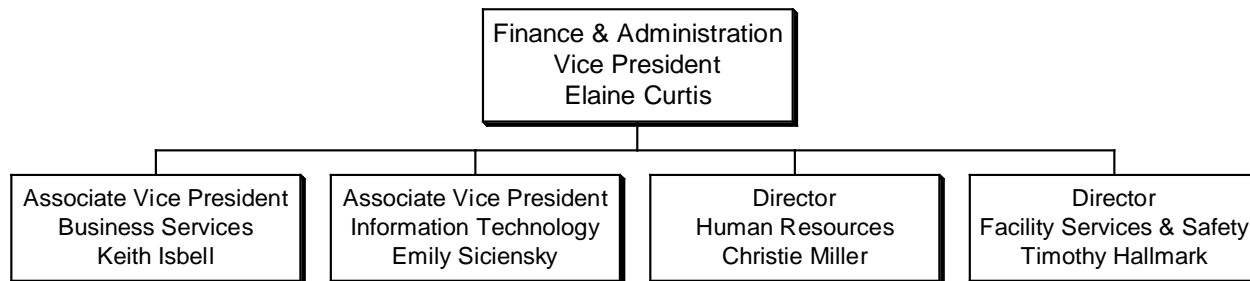 Finance & Administration
Vice President
Elaine Curtis
Associate Vice President
Business Services
Keith Isbell
Associate Vice President
Information Technology
Emily Siciensky
Director
Human Resources
Christie Miller
Director
Facility Services & Safety
Timothy Hallmark